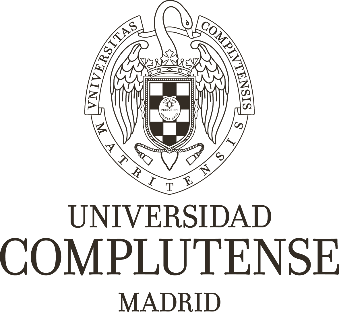 VNIVERSITAS COMPLVTENSIS
MATRITENSIS
UNIVERSIDAD
COMPLUTENSE
MADRID